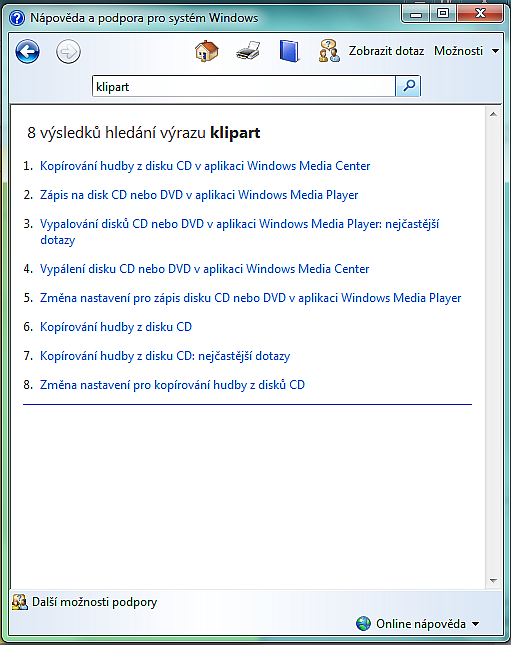 Nápověda a podpora pro systém Windows
Zobrazit dotaz Možnosti
klipart
8 výsledků hledání výrazu klipart
1. Kopírování hudby z disku CD v aplikaci Windows Media Center
2. Zápis na disk CD nebo DVD v aplikaci Windows Media Player
3. Vypalování disků CD nebo DVD v aplikaci Windows Media Player: nejčastější
dotazy
4. Vypálení disku CD nebo DVD v aplikaci Windows Media Center
5. Změna nastavení pro zápis disku CD nebo DVD v aplikaci Windows Media Player
6. Kopírování hudby z disku CD
7. Kopírování hudby z disku CD: nejčastější dotazy
8. Změna nastavení pro kopírování hudby z disků CD
Další možnosti podpory
Online nápověda